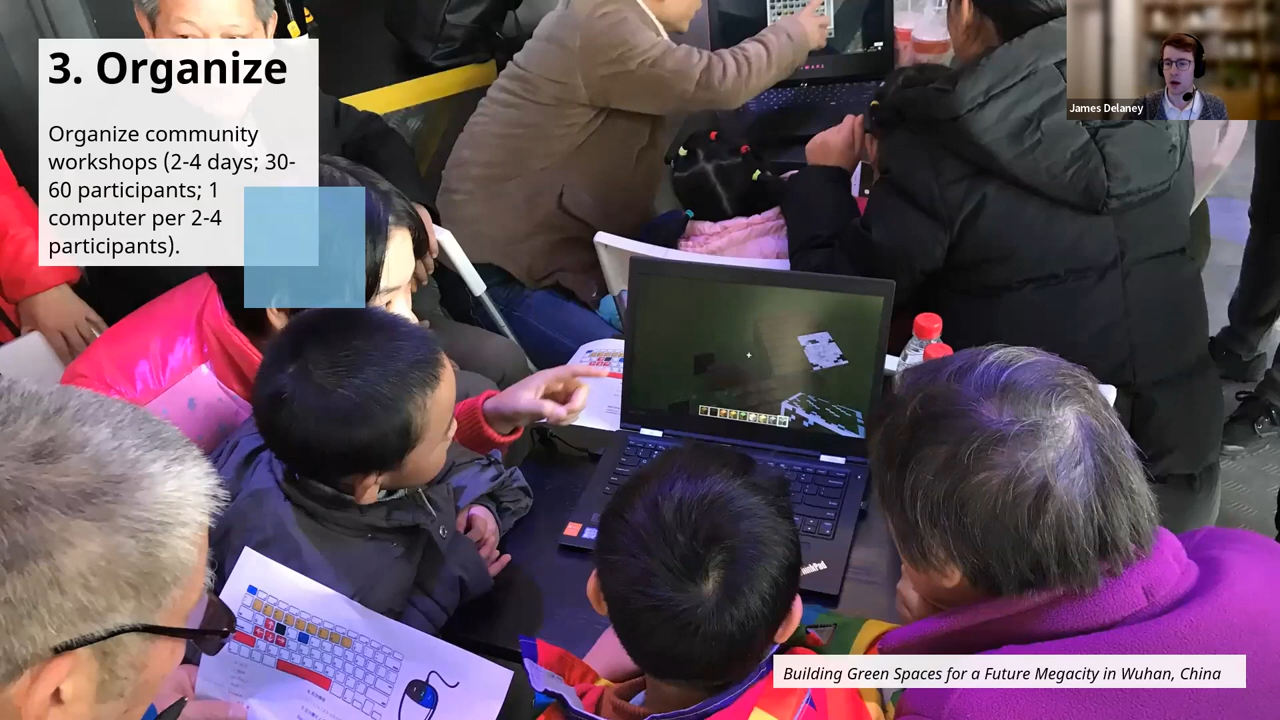 3. Organize
Organize community
workshops (2-4 days; 30-
60 participants; 1
computer per 2-4
participants).
James Delaney
ThinkPad
Building Green Spaces for a Future Megacity in Wuhan, China